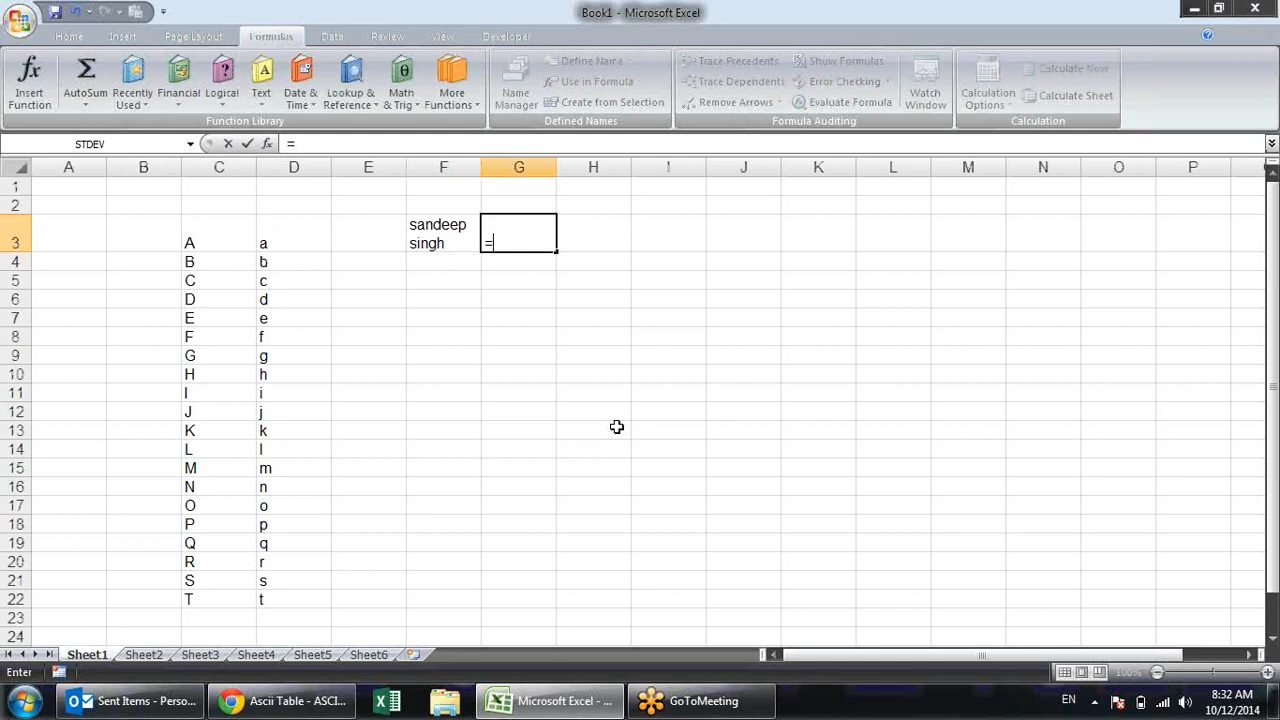 Book1 - Microsoft Excel
Home Insert Page Layout Formulas Data Review View Developer
Insert Function
AutoSum
Recently Used
Financial
Logical
Text
Date & Time
Lookup & Reference
Math & Trig
More Functions
Function Library
Name Manager
Define Name
Use in Formula
Create from Selection
Defined Names
Trace Precedents
Trace Dependents
Remove Arrows
Show Formulas
Error Checking
Evaluate Formula
Watch Window
Formula Auditing
Calculation Options
Calculate Now
Calculate Sheet
Calculation
STDEV fx =
A B C D E F G H I J K L M N O P
1
2
sandeep
3 A a singh =
4 B b
5 C c
6 D d
7 E e
8 F f
9 G g
10 H h
11 I i
12 J j
13 K k
14 L l
15 M m
16 N n
17 O o
18 P p
19 Q q
20 R r
21 S s
22 T t
23
24
Sheet1 Sheet2 Sheet3 Sheet4 Sheet5 Sheet6
Enter 100%
Sent Items - Perso... Ascii Table - ASCI... Microsoft Excel - ... GoToMeeting EN 8:32 AM
10/12/2014